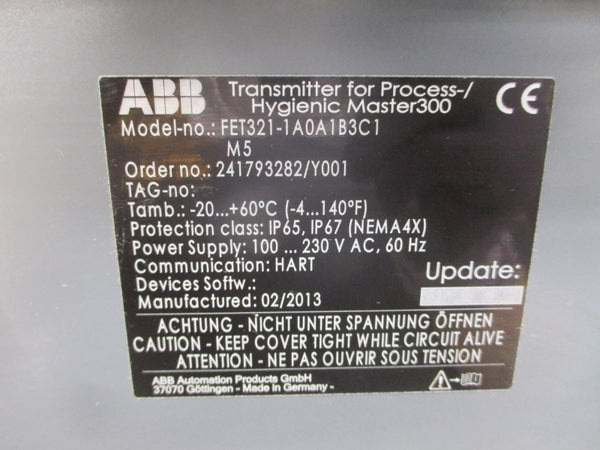 ABB Transmitter for Process-/
Hygienic Master300
CE
Model-no.: FET321-1A0A1B3C1
M5
Order no.: 241793282/Y001
TAG-no:
Tamb.: -20...+60°C (-4...140°F)
Protection class: IP65, IP67 (NEMA4X)
Power Supply: 100 ... 230 V AC, 60 Hz
Communication: HART
Devices Softw.:
Update:
Manufactured: 02/2013
ACHTUNG - NICHT UNTER SPANNUNG ÖFFNEN
CAUTION - KEEP COVER TIGHT WHILE CIRCUIT ALIVE
ATTENTION - NE PAS OUVRIR SOUS TENSION
ABB Automation Products GmbH
37070 Göttingen - Made in Germany -